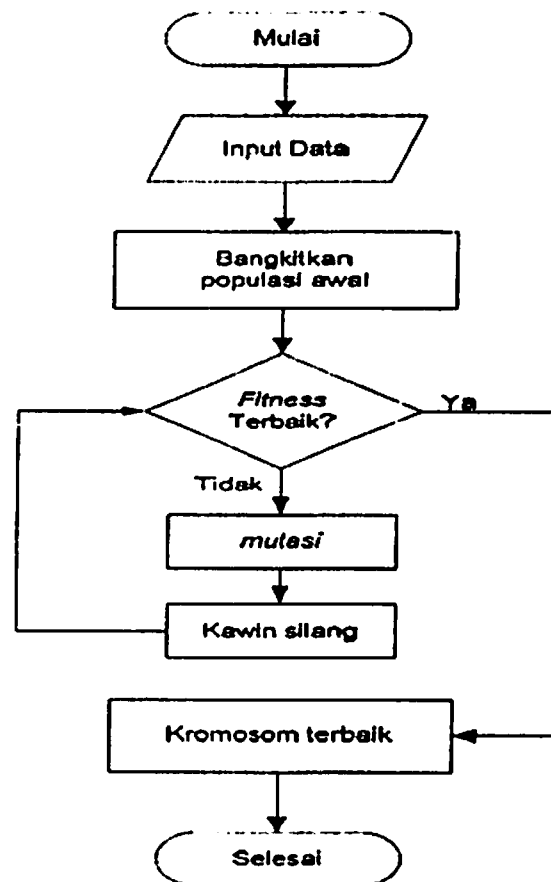 Mulai
Input Data
Bangkitkan
populasi awal
Fitness
Terbaik?
Ya
Tidak
mutasi
Kawin silang
Kromosom terbaik
Selesai